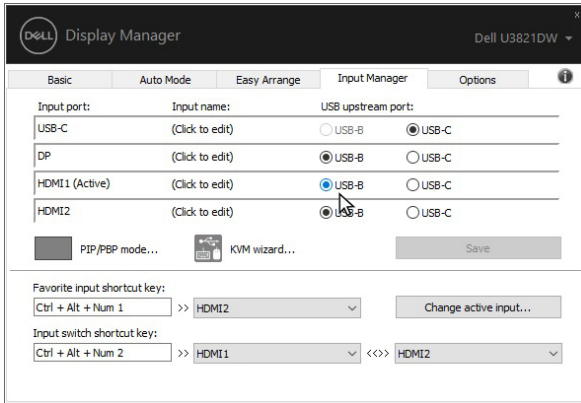 DELL Display Manager
Dell U3821DW
Basic Auto Mode Easy Arrange Input Manager Options
Input port: Input name: USB upstream port:
USB-C (Click to edit) USB-B USB-C
DP (Click to edit) USB-B USB-C
HDMI1 (Active) (Click to edit) USB-B USB-C
HDMI2 (Click to edit) USB-B USB-C
PIP/PBP mode... KVM wizard... Save
Favorite input shortcut key:
Ctrl + Alt + Num 1 >> HDMI2 Change active input...
Input switch shortcut key:
Ctrl + Alt + Num 2 >> HDMI1 <<>> HDMI2